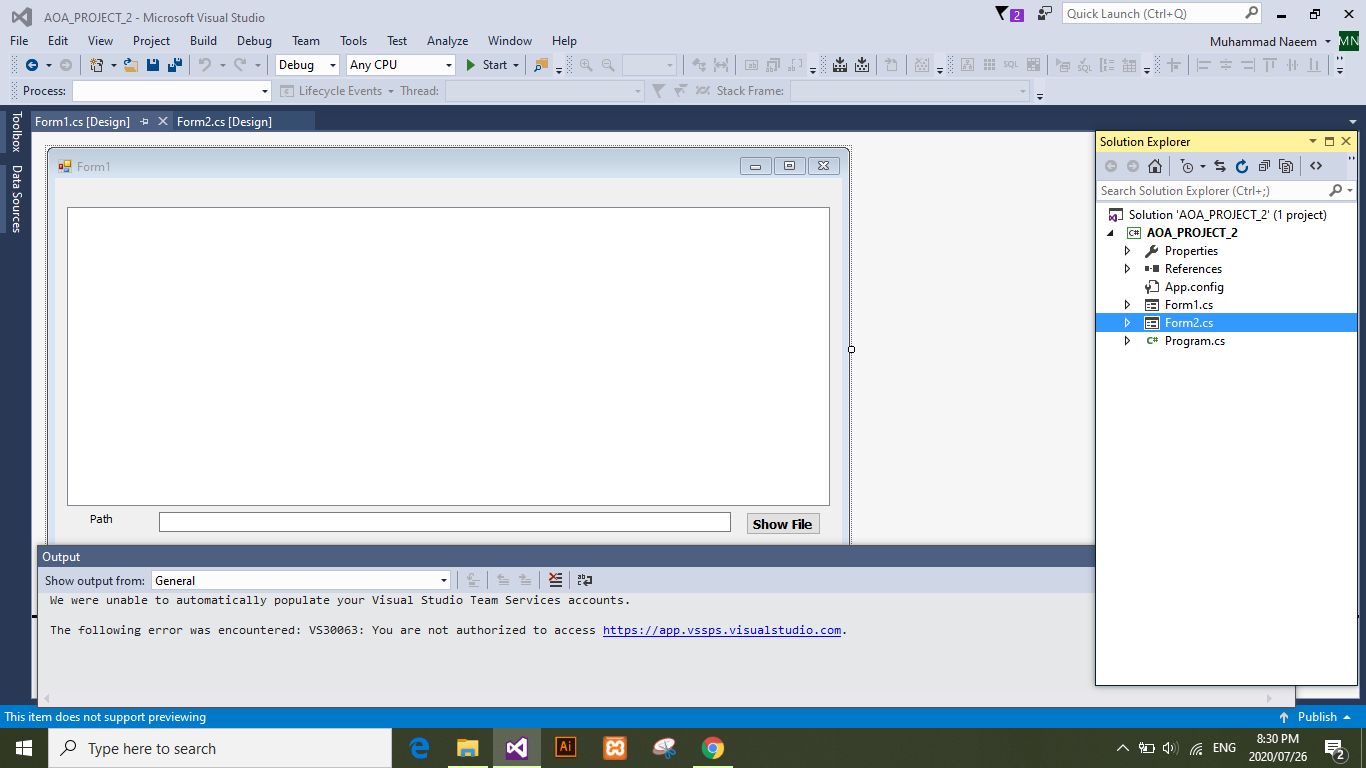 AOA_PROJECT_2 - Microsoft Visual Studio
2
Quick Launch (Ctrl+Q)
File Edit View Project Build Debug Team Tools Test Analyze Window Help
Muhammad Naeem MN
Debug Any CPU Start SQL SQL
Process: Lifecycle Events Thread: Stack Frame:
Toolbox
Data Sources
Form1.cs [Design] Form2.cs [Design]
Form1
Path
Show File
Solution Explorer
Search Solution Explorer (Ctrl+;)
Solution 'AOA_PROJECT_2' (1 project)
C# AOA_PROJECT_2
Properties
References
App.config
Form1.cs
Form2.cs
C# Program.cs
Output
Show output from: General
We were unable to automatically populate your Visual Studio Team Services accounts.
The following error was encountered: VS30063: You are not authorized to access https://app.vssps.visualstudio.com.
This item does not support previewing
Publish
Type here to search
Ai
ENG
8:30 PM
2020/07/26
2